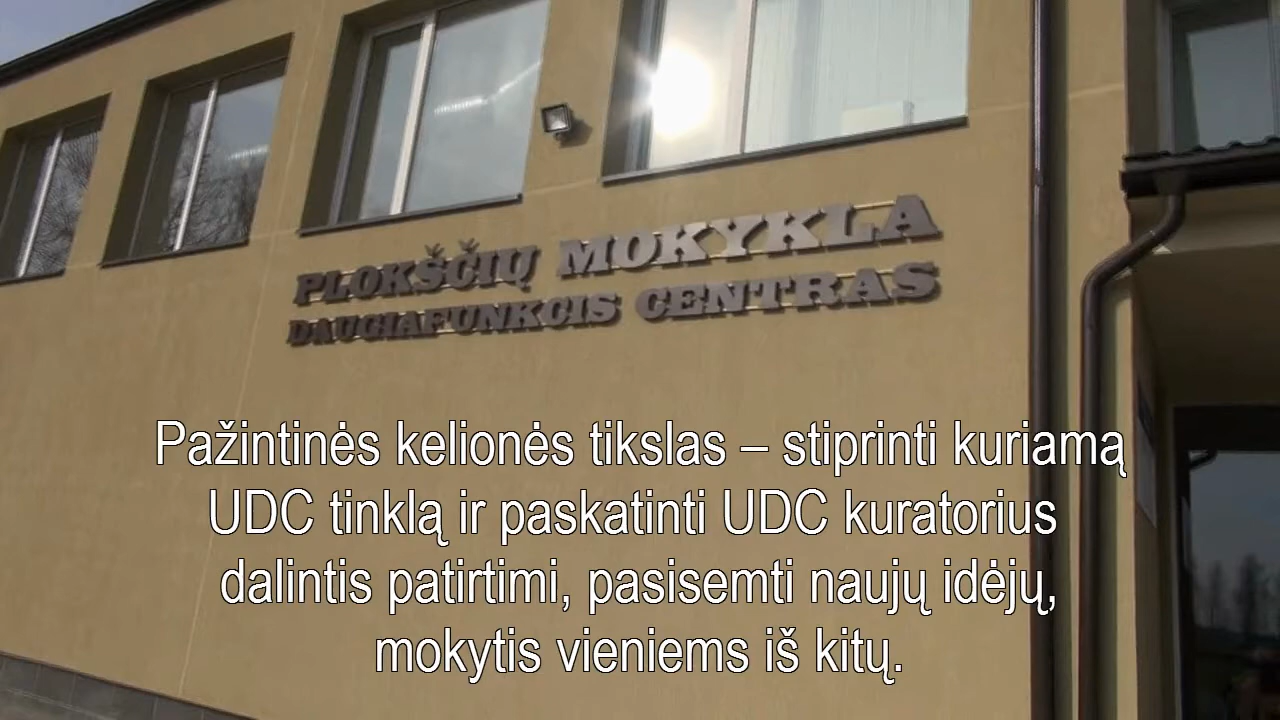 PLOKŠČIŲ MOKYKLA
DAUGIAFUNKCIS CENTRAS
Pažintinės kelionės tikslas – stiprinti kuriamą
UDC tinklą ir paskatinti UDC kuratorius
dalintis patirtimi, pasisemti naujų idėjų,
mokytis vieniems iš kitų.